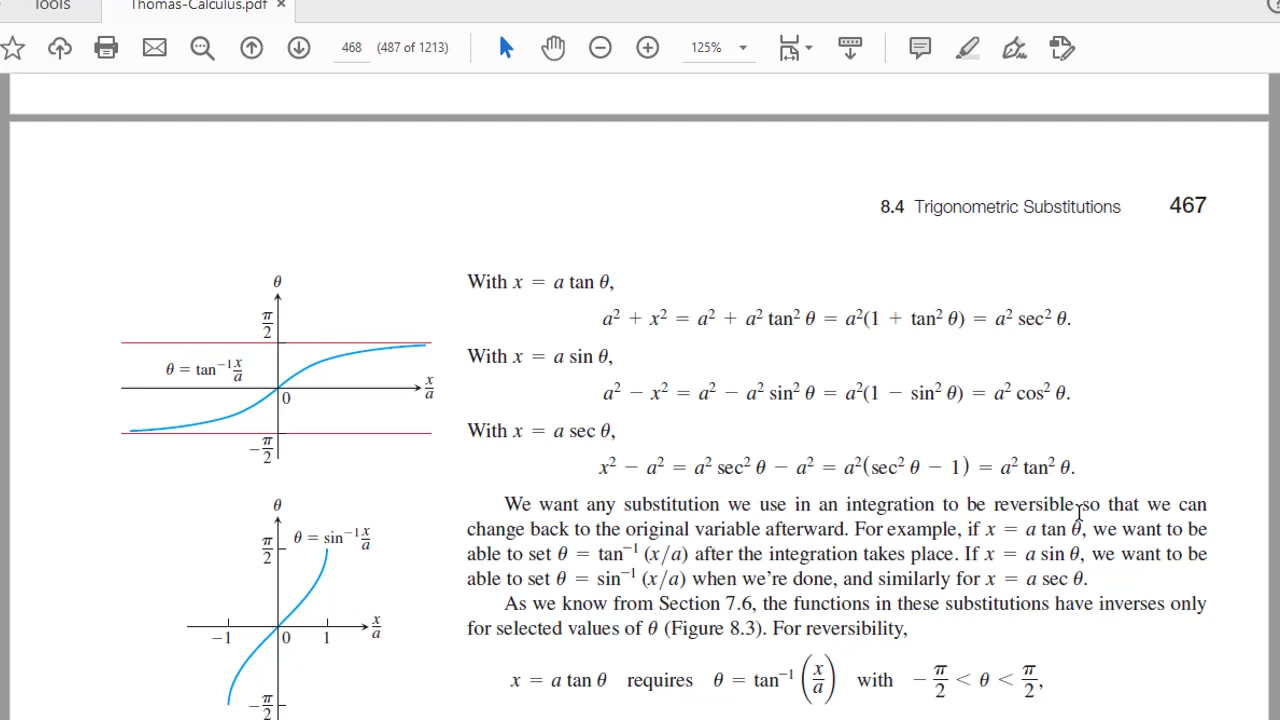 Tools
Thomas-Calculus.pdf ×
468 (487 of 1213) 125%
8.4 Trigonometric Substitutions 467
θ
π/2
θ = tan⁻¹ x/a
0
x/a
−π/2
θ
π/2
θ = sin⁻¹ x/a
−1 0 1
x/a
−π/2
With x = a tan θ,
a² + x² = a² + a² tan² θ = a²(1 + tan² θ) = a² sec² θ.
With x = a sin θ,
a² − x² = a² − a² sin² θ = a²(1 − sin² θ) = a² cos² θ.
With x = a sec θ,
x² − a² = a² sec² θ − a² = a²(sec² θ − 1) = a² tan² θ.
We want any substitution we use in an integration to be reversible so that we can
change back to the original variable afterward. For example, if x = a tan θ, we want to be
able to set θ = tan⁻¹ (x/a) after the integration takes place. If x = a sin θ, we want to be
able to set θ = sin⁻¹ (x/a) when we're done, and similarly for x = a sec θ.
As we know from Section 7.6, the functions in these substitutions have inverses only
for selected values of θ (Figure 8.3). For reversibility,
x = a tan θ requires θ = tan⁻¹ (x/a) with −π/2 < θ < π/2,